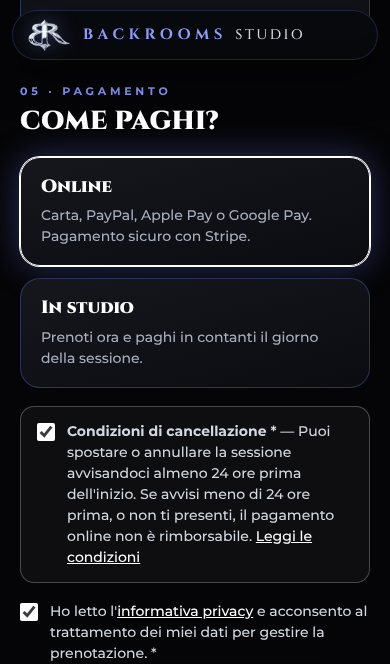 BR
BACKROOMS STUDIO
05 · PAGAMENTO
COME PAGHI?
Online
Carta, PayPal, Apple Pay o Google Pay.
Pagamento sicuro con Stripe.
In studio
Prenoti ora e paghi in contanti il giorno
della sessione.
Condizioni di cancellazione * — Puoi
spostare o annullare la sessione
avvisandoci almeno 24 ore prima
dell'inizio. Se avvisi meno di 24 ore
prima, o non ti presenti, il pagamento
online non è rimborsabile. Leggi le
condizioni
Ho letto l'informativa privacy e acconsento al
trattamento dei miei dati per gestire la
prenotazione. *